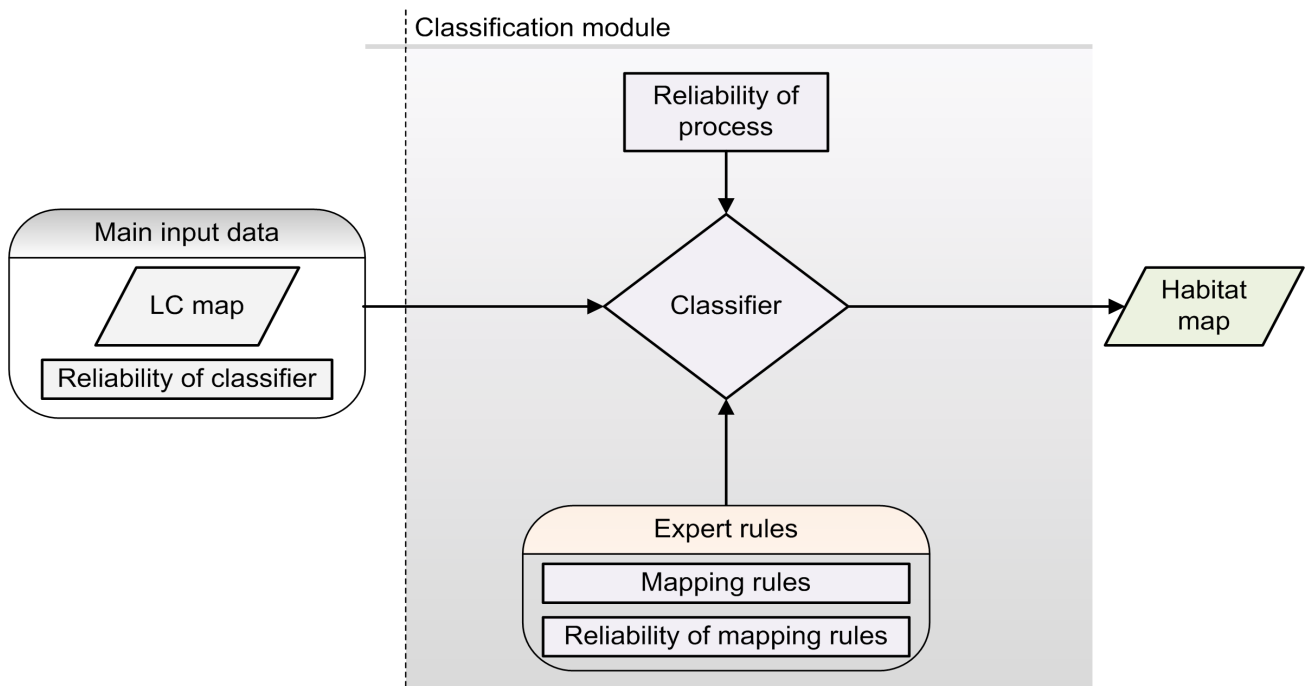 Classification module
Reliability of
process
Main input data
LC map
Reliability of classifier
Classifier
Habitat
map
Expert rules
Mapping rules
Reliability of mapping rules